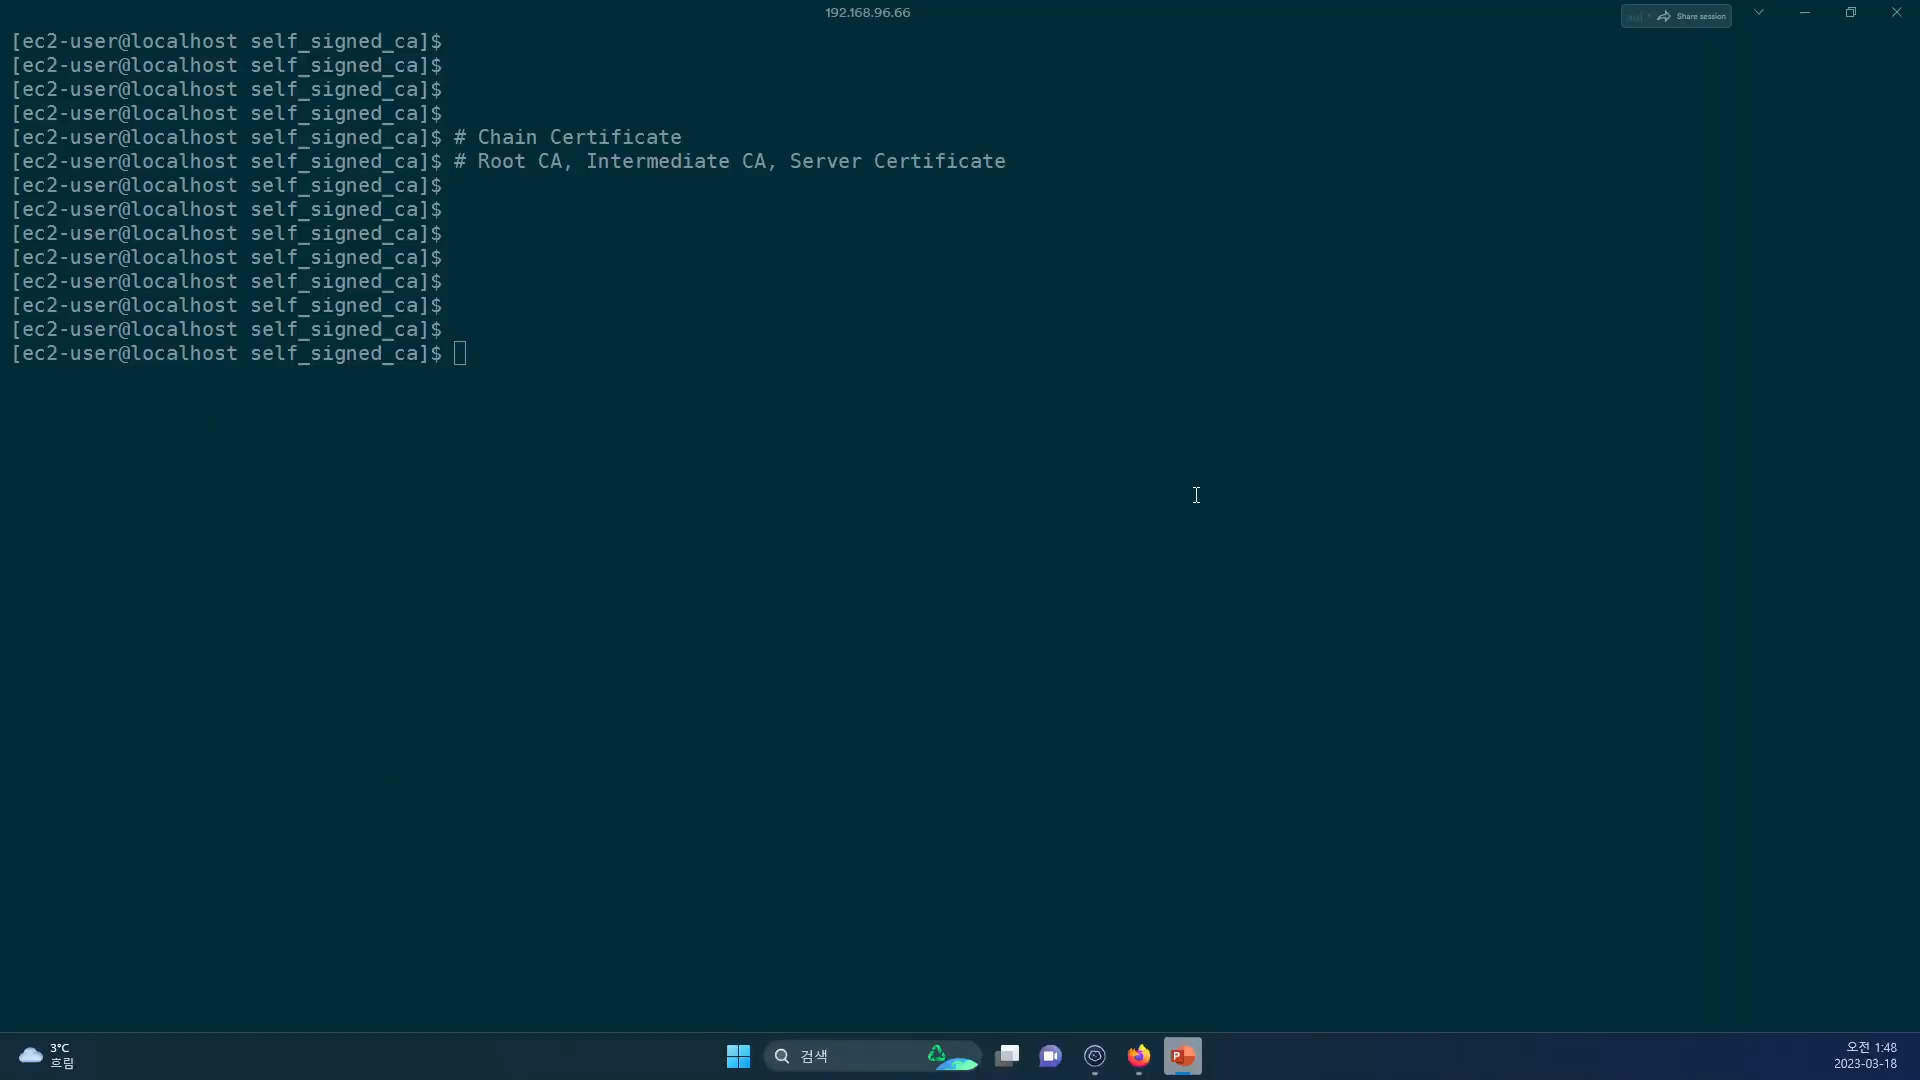 192.168.96.66
Share session
[ec2-user@localhost self_signed_ca]$
[ec2-user@localhost self_signed_ca]$
[ec2-user@localhost self_signed_ca]$
[ec2-user@localhost self_signed_ca]$
[ec2-user@localhost self_signed_ca]$ # Chain Certificate
[ec2-user@localhost self_signed_ca]$ # Root CA, Intermediate CA, Server Certificate
[ec2-user@localhost self_signed_ca]$
[ec2-user@localhost self_signed_ca]$
[ec2-user@localhost self_signed_ca]$
[ec2-user@localhost self_signed_ca]$
[ec2-user@localhost self_signed_ca]$
[ec2-user@localhost self_signed_ca]$
[ec2-user@localhost self_signed_ca]$
[ec2-user@localhost self_signed_ca]$
3°C
흐림
검색
P
오전 1:48
2023-03-18